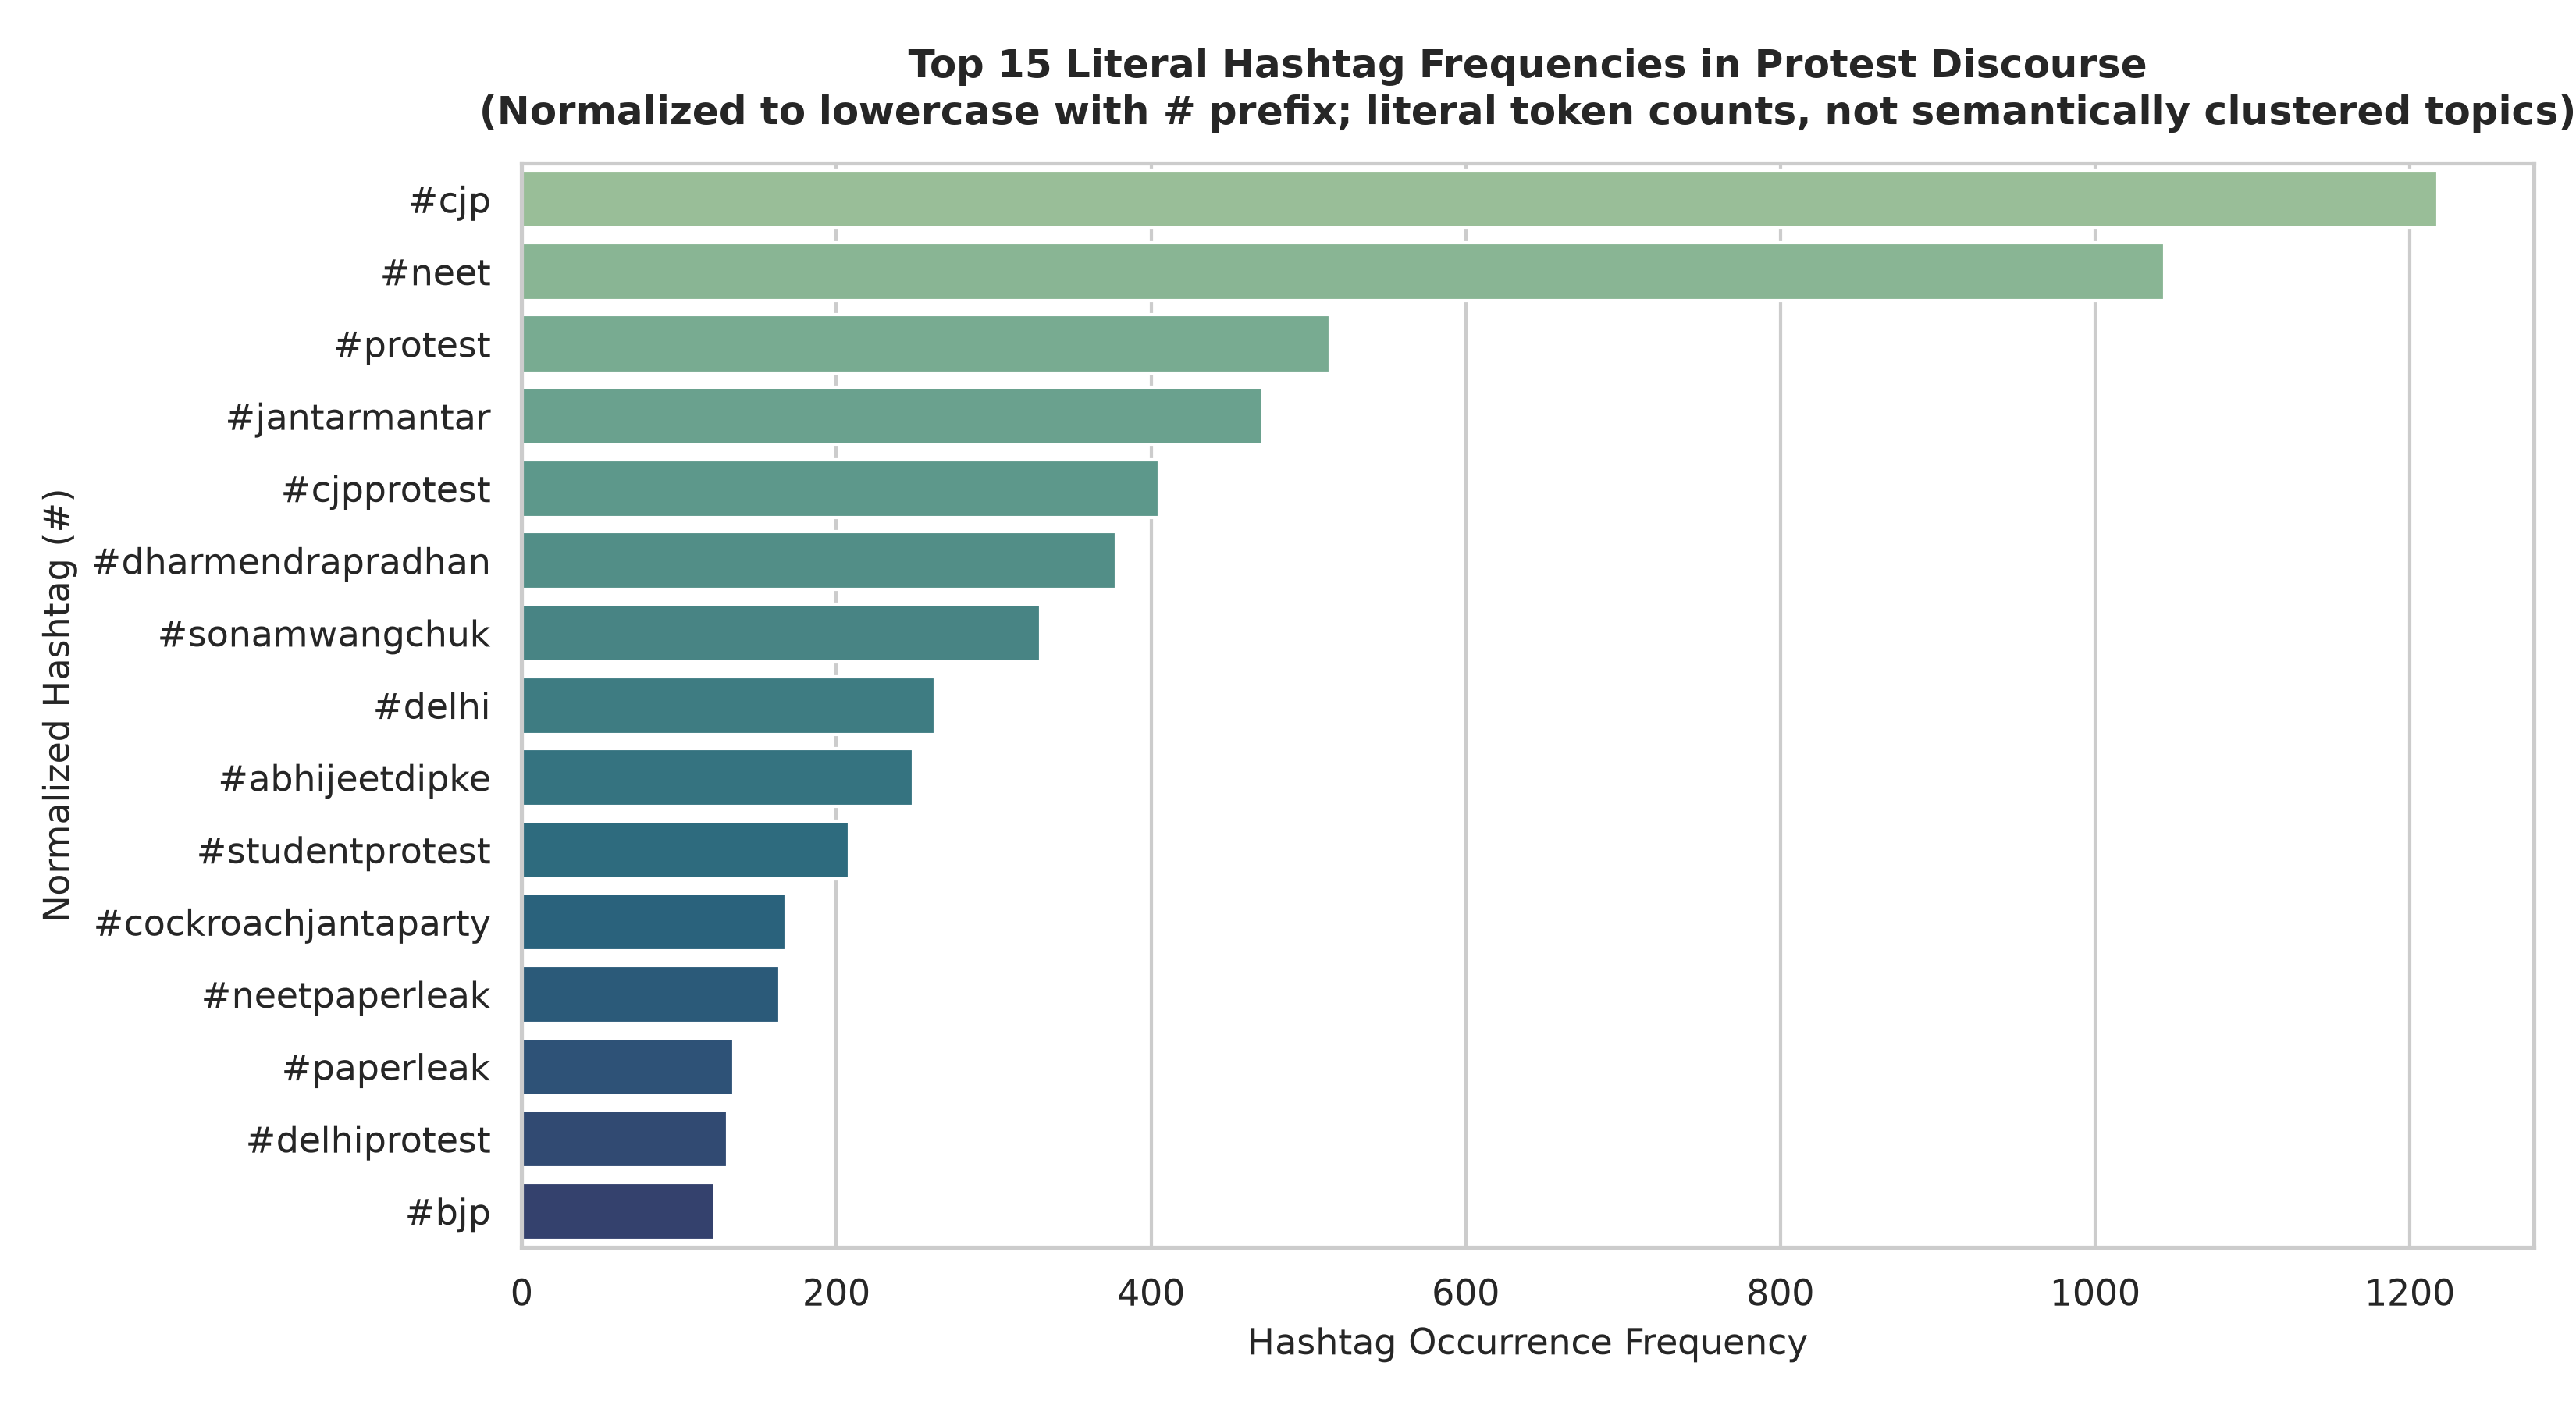 Top 15 Literal Hashtag Frequencies in Protest Discourse
(Normalized to lowercase with # prefix; literal token counts, not semantically clustered topics)
Normalized Hashtag (#)
#cjp
#neet
#protest
#jantarmantar
#cjpprotest
#dharmendrapradhan
#sonamwangchuk
#delhi
#abhijeetdipke
#studentprotest
#cockroachjantaparty
#neetpaperleak
#paperleak
#delhiprotest
#bjp
0 200 400 600 800 1000 1200
Hashtag Occurrence Frequency